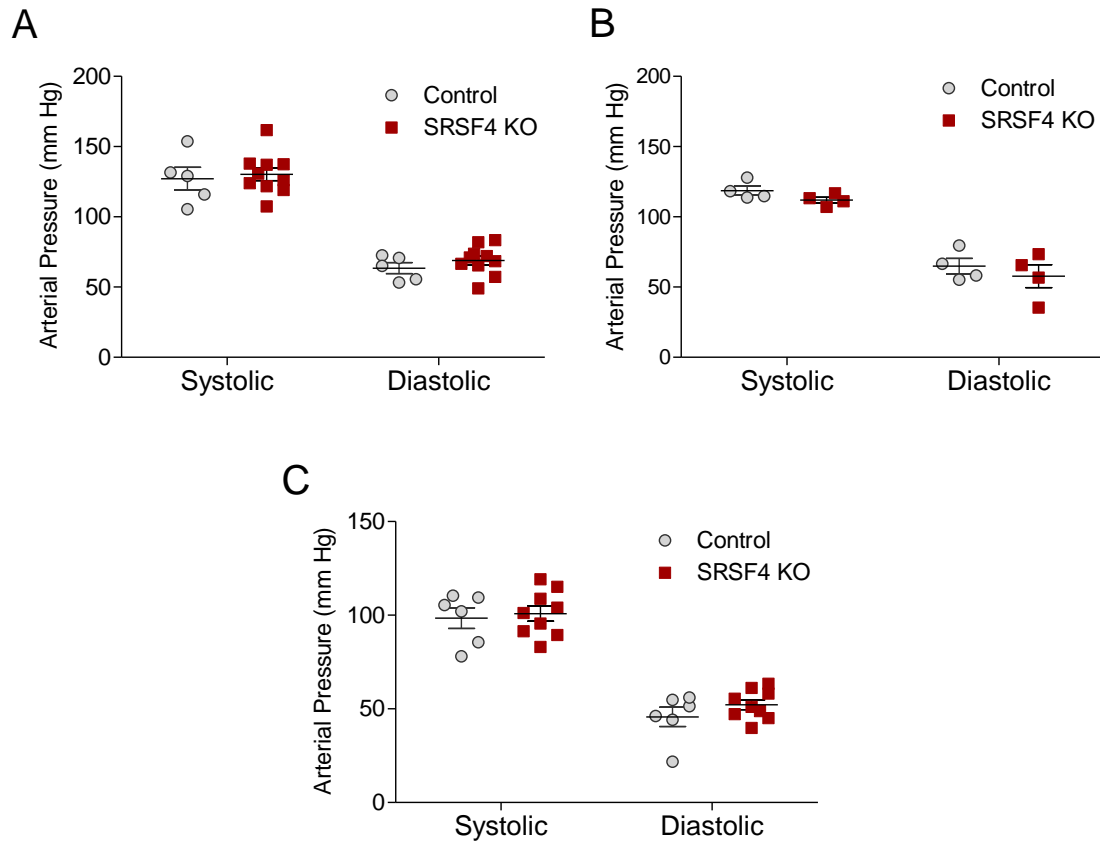 A
Arterial Pressure (mm Hg)
200
150
100
50
0
Control
SRSF4 KO
Systolic
Diastolic
B
Arterial Pressure (mm Hg)
200
150
100
50
0
Control
SRSF4 KO
Systolic
Diastolic
C
Arterial Pressure (mm Hg)
150
100
50
0
Control
SRSF4 KO
Systolic
Diastolic